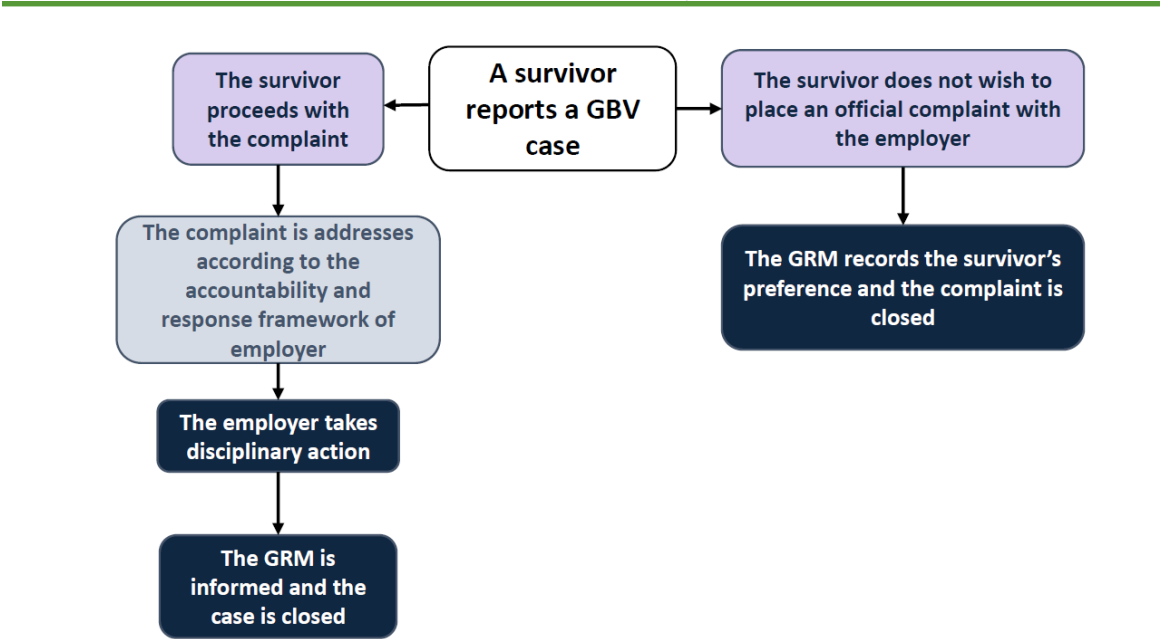 A survivor
reports a GBV
case
The survivor
proceeds with
the complaint
The survivor does not wish to
place an official complaint with
the employer
The complaint is addresses
according to the
accountability and
response framework of
employer
The GRM records the survivor’s
preference and the complaint is
closed
The employer takes
disciplinary action
The GRM is
informed and the
case is closed